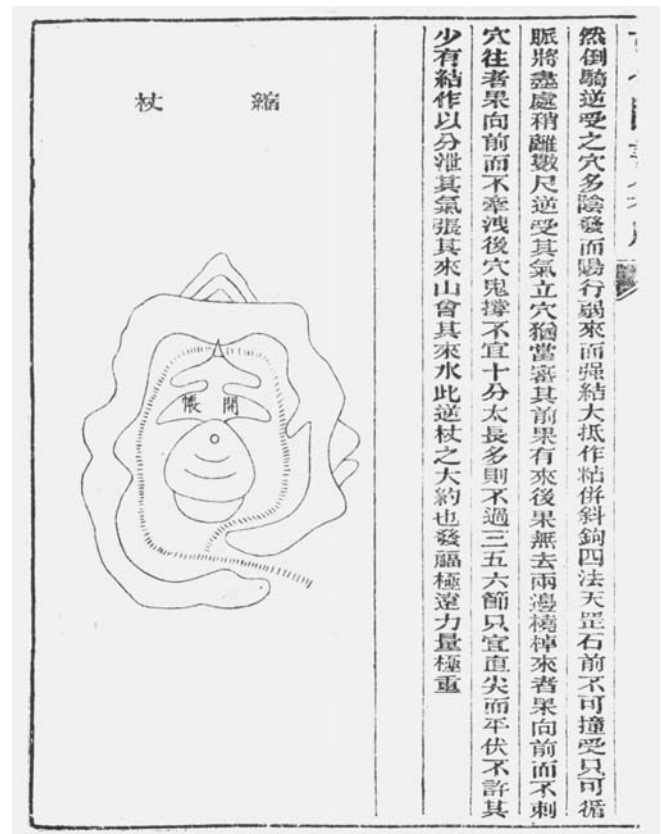 然倒騎逆受之穴多陰發而陽行弱來而强結大抵作粘併斜鉤四法天罡石前不可撞受只可循
脈將盡處稍離數尺逆受其氣立穴猶當審其前果有來後果無去兩邊橈棹來者果向前而不刺
穴往者果向前而不牽洩後穴鬼撐不宜十分太長多則不過三五六節只宜直尖而平伏不許其
少有結作以分泄其氣張其來山會其來水此逆杖之大約也發福極遠力量極重
縮杖
開帳